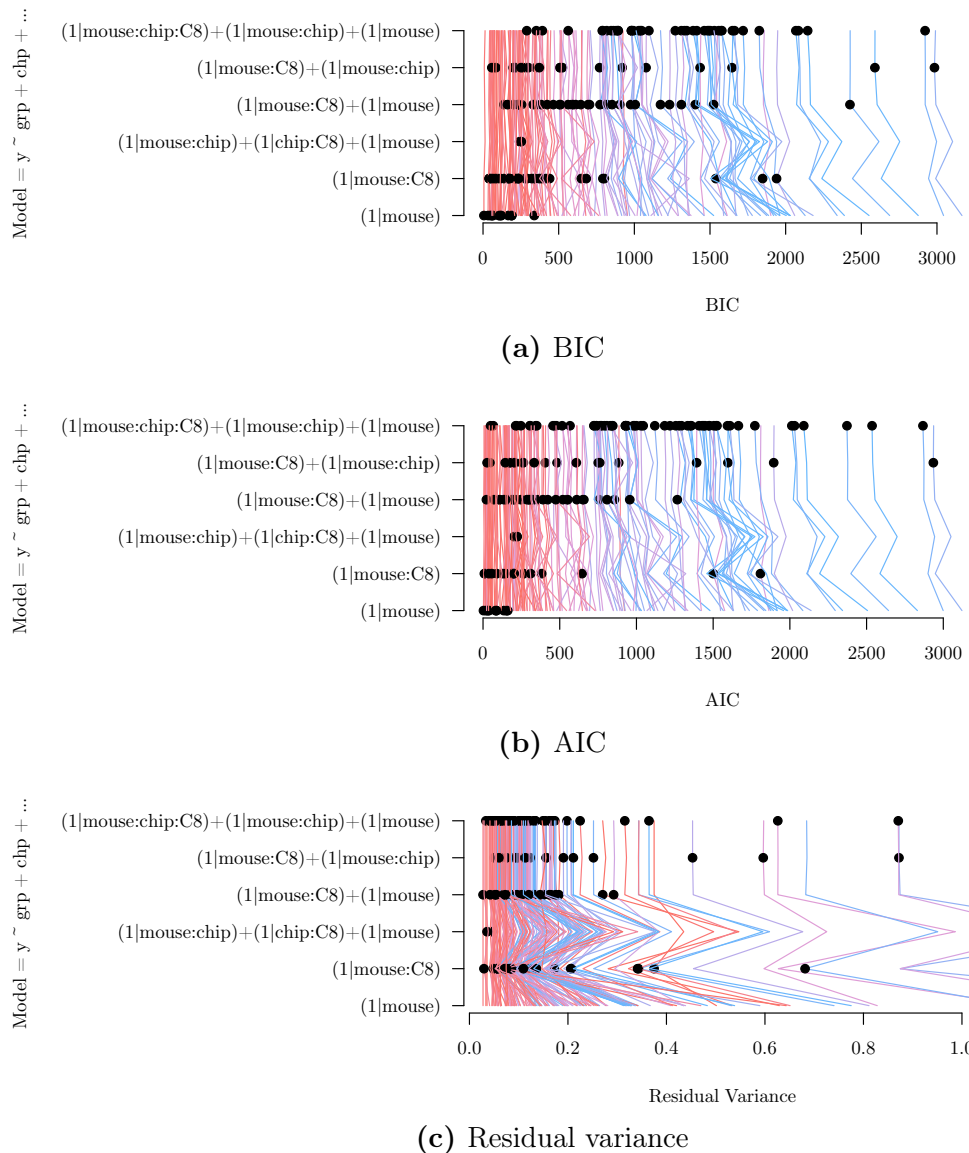 Model = y ~ grp + chp + ...
(1|mouse:chip:C8)+(1|mouse:chip)+(1|mouse)
(1|mouse:C8)+(1|mouse:chip)
(1|mouse:C8)+(1|mouse)
(1|mouse:chip)+(1|chip:C8)+(1|mouse)
(1|mouse:C8)
(1|mouse)
0 500 1000 1500 2000 2500 3000
BIC
(a) BIC
Model = y ~ grp + chp + ...
(1|mouse:chip:C8)+(1|mouse:chip)+(1|mouse)
(1|mouse:C8)+(1|mouse:chip)
(1|mouse:C8)+(1|mouse)
(1|mouse:chip)+(1|chip:C8)+(1|mouse)
(1|mouse:C8)
(1|mouse)
0 500 1000 1500 2000 2500 3000
AIC
(b) AIC
Model = y ~ grp + chp + ...
(1|mouse:chip:C8)+(1|mouse:chip)+(1|mouse)
(1|mouse:C8)+(1|mouse:chip)
(1|mouse:C8)+(1|mouse)
(1|mouse:chip)+(1|chip:C8)+(1|mouse)
(1|mouse:C8)
(1|mouse)
0.0 0.2 0.4 0.6 0.8 1.0
Residual Variance
(c) Residual variance